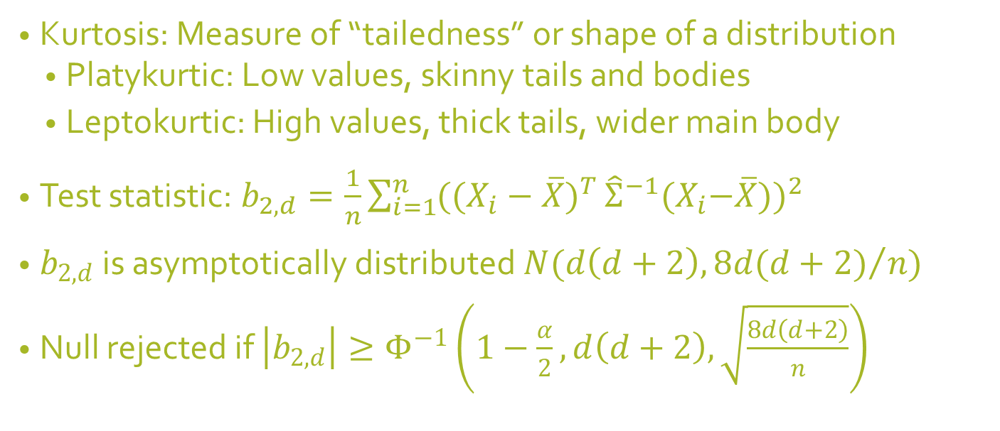 • Kurtosis: Measure of “tailedness” or shape of a distribution
• Platykurtic: Low values, skinny tails and bodies
• Leptokurtic: High values, thick tails, wider main body
• Test statistic: $b_{2,d} = \frac{1}{n}\sum_{i=1}^{n}((X_i - \bar{X})^T \hat{\Sigma}^{-1}(X_i - \bar{X}))^2$
• $b_{2,d}$ is asymptotically distributed $N(d(d+2), 8d(d+2)/n)$
• Null rejected if $|b_{2,d}| \geq \Phi^{-1}\left(1 - \frac{\alpha}{2}, d(d+2), \sqrt{\frac{8d(d+2)}{n}}\right)$